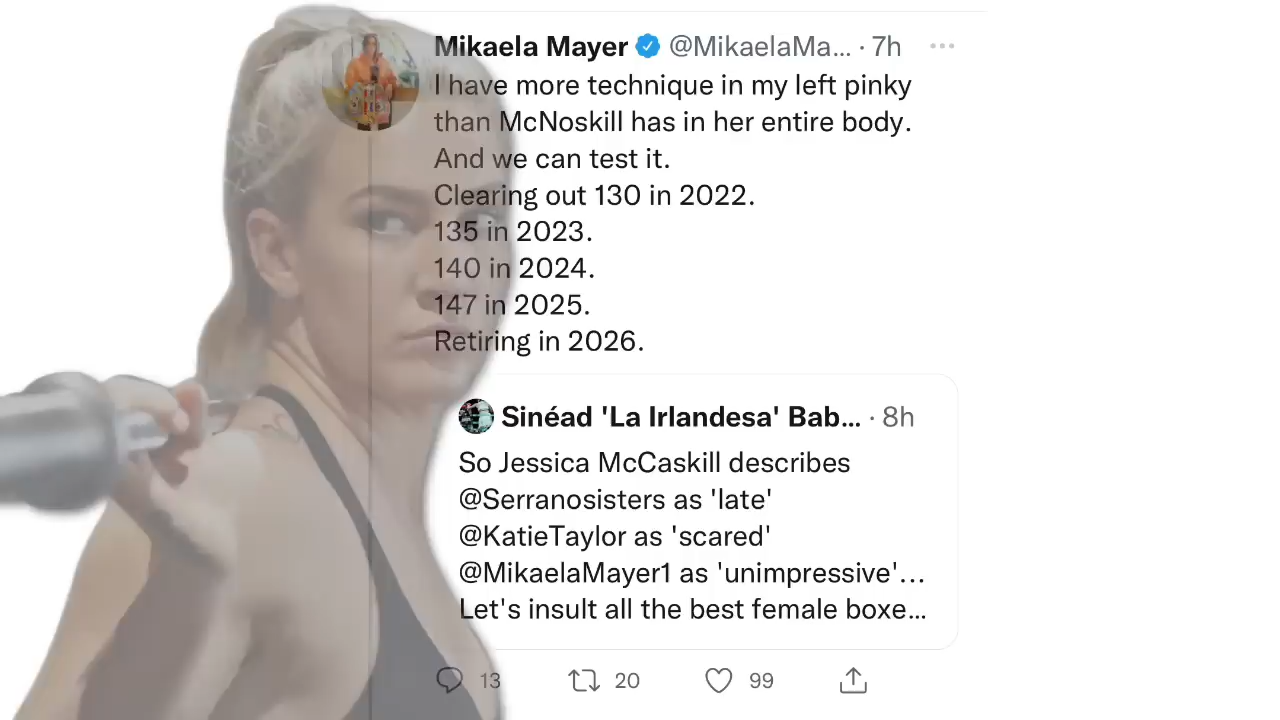 Mikaela Mayer @MikaelaMa... · 7h
I have more technique in my left pinky
than McNoskill has in her entire body.
And we can test it.
Clearing out 130 in 2022.
135 in 2023.
140 in 2024.
147 in 2025.
Retiring in 2026.
Sinéad 'La Irlandesa' Bab... · 8h
So Jessica McCaskill describes
@Serranosisters as 'late'
@KatieTaylor as 'scared'
@MikaelaMayer1 as 'unimpressive'...
Let's insult all the best female boxe...
13 20 99